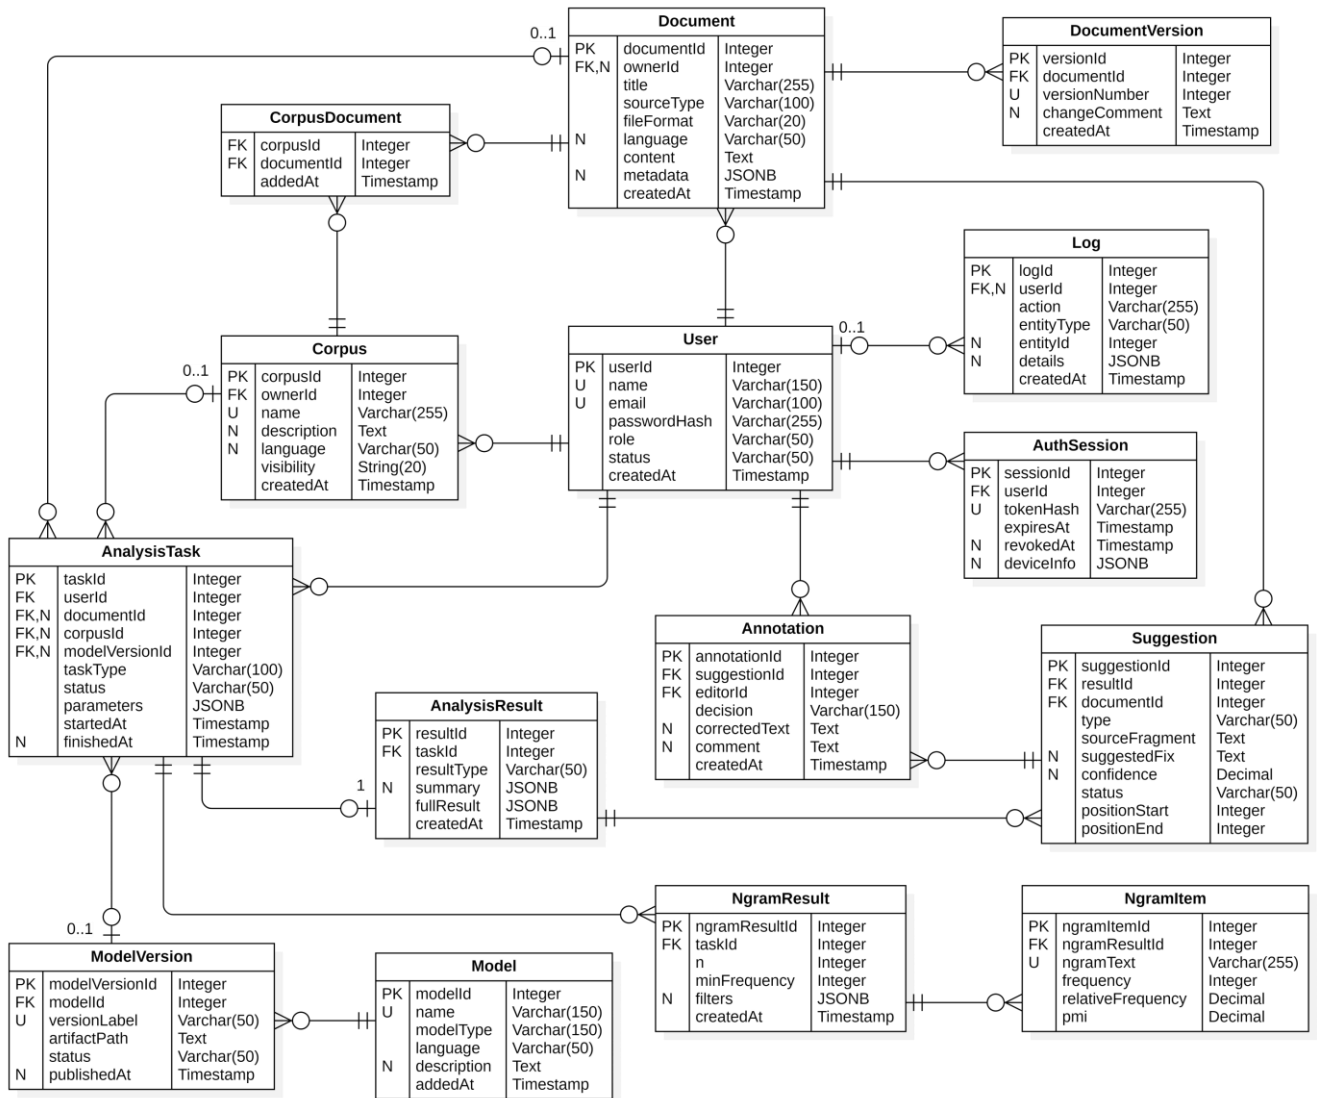 Document
PK documentId Integer
FK,N ownerId Integer
title Varchar(255)
sourceType Varchar(100)
fileFormat Varchar(20)
N language Varchar(50)
content Text
N metadata JSONB
createdAt Timestamp
0..1
DocumentVersion
PK versionId Integer
FK documentId Integer
U versionNumber Integer
N changeComment Text
createdAt Timestamp
CorpusDocument
FK corpusId Integer
FK documentId Integer
addedAt Timestamp
Log
PK logId Integer
FK,N userId Integer
action Varchar(255)
entityType Varchar(50)
N entityId Integer
N details JSONB
createdAt Timestamp
Corpus
PK corpusId Integer
FK ownerId Integer
U name Varchar(255)
N description Text
N language Varchar(50)
visibility String(20)
createdAt Timestamp
0..1
User
PK userId Integer
U name Varchar(150)
U email Varchar(100)
passwordHash Varchar(255)
role Varchar(50)
status Varchar(50)
createdAt Timestamp
0..1
AuthSession
PK sessionId Integer
FK userId Integer
U tokenHash Varchar(255)
expiresAt Timestamp
N revokedAt Timestamp
N deviceInfo JSONB
AnalysisTask
PK taskId Integer
FK userId Integer
FK,N documentId Integer
FK,N corpusId Integer
FK,N modelVersionId Integer
taskType Varchar(100)
status Varchar(50)
parameters JSONB
startedAt Timestamp
N finishedAt Timestamp
Annotation
PK annotationId Integer
FK suggestionId Integer
FK editorId Integer
decision Varchar(150)
N correctedText Text
N comment Text
createdAt Timestamp
Suggestion
PK suggestionId Integer
FK resultId Integer
FK documentId Integer
type Varchar(50)
sourceFragment Text
N suggestedFix Text
N confidence Decimal
status Varchar(50)
positionStart Integer
positionEnd Integer
AnalysisResult
PK resultId Integer
FK taskId Integer
resultType Varchar(50)
N summary JSONB
fullResult JSONB
createdAt Timestamp
1
NgramResult
PK ngramResultId Integer
FK taskId Integer
n Integer
minFrequency Integer
N filters JSONB
createdAt Timestamp
NgramItem
PK ngramItemId Integer
FK ngramResultId Integer
U ngramText Varchar(255)
frequency Integer
relativeFrequency Decimal
pmi Decimal
0..1
ModelVersion
PK modelVersionId Integer
FK modelId Integer
U versionLabel Varchar(50)
artifactPath Text
status Varchar(50)
N publishedAt Timestamp
Model
PK modelId Integer
U name Varchar(150)
modelType Varchar(150)
language Varchar(50)
N description Text
addedAt Timestamp